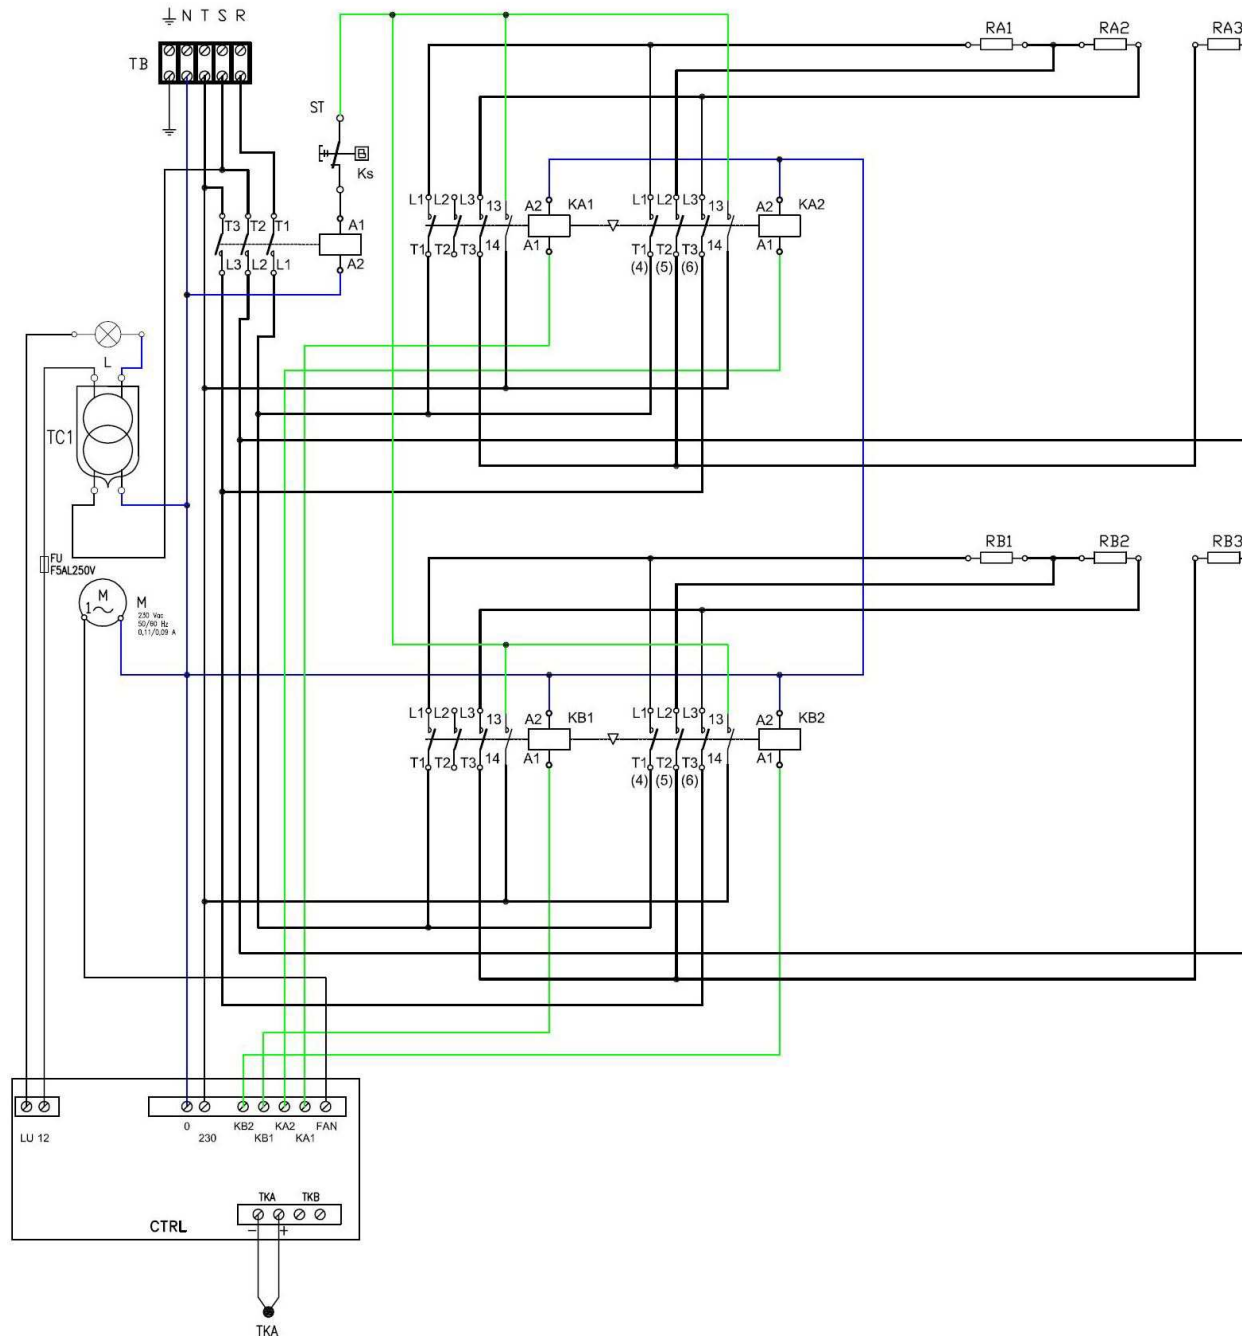 N T S R
TB
RA1
RA2
RA3
ST
B
Ks
T3 T2 T1
A1
L3 L2 L1
A2
L1 L2 L3 13
A2
KA1
T1 T2 T3 14
A1
L1 L2 L3 13
A2
KA2
T1 T2 T3 14
A1
(4) (5) (6)
L
TC1
FU
F5AL250V
M
1
M
230 Vac
50/60 Hz
0,11/0,09 A
RB1
RB2
RB3
L1 L2 L3 13
A2
KB1
T1 T2 T3 14
A1
L1 L2 L3 13
A2
KB2
T1 T2 T3 14
A1
(4) (5) (6)
LU 12
0
230
KB2
KB1
KA2
KA1
FAN
TKA
TKB
CTRL
- +
TKA